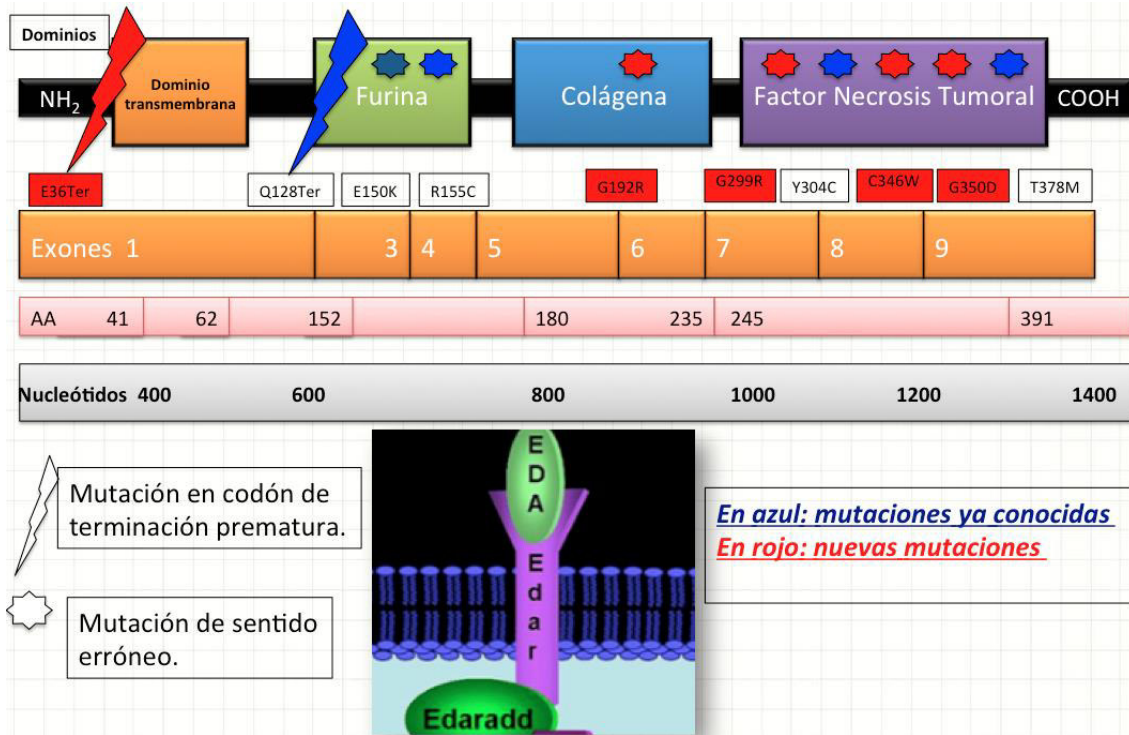 Dominios
NH2
Dominio
transmembrana
Furina
Colágena
Factor Necrosis Tumoral
COOH
E36Ter
Q128Ter
E150K
R155C
G192R
G299R
Y304C
C346W
G350D
T378M
Exones 1
3
4
5
6
7
8
9
AA
41
62
152
180
235
245
391
Nucleótidos
400
600
800
1000
1200
1400
Mutación en codón de
terminación prematura.
Mutación de sentido
erróneo.
EDA
Edar
Edaradd
En azul: mutaciones ya conocidas
En rojo: nuevas mutaciones